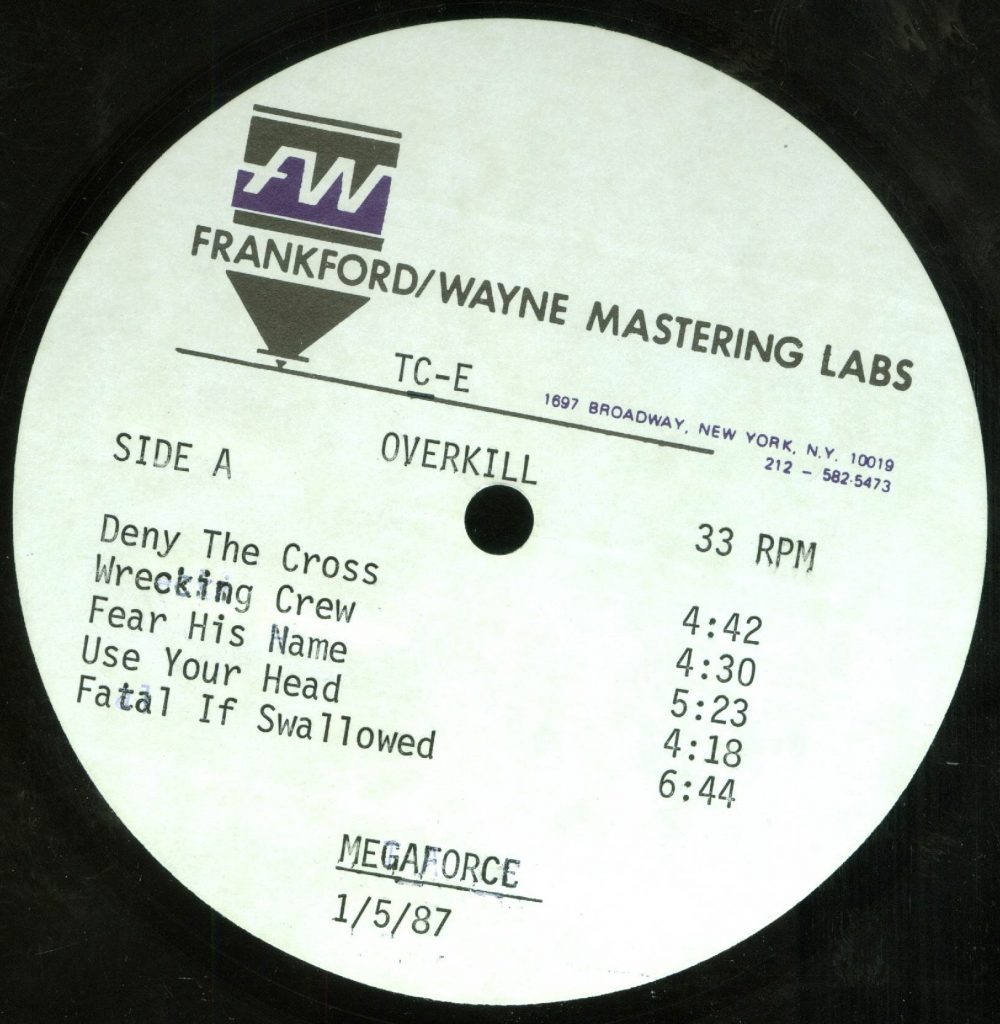 FW
FRANKFORD/WAYNE MASTERING LABS
TC-E
1697 BROADWAY, NEW YORK, N.Y. 10019
212 - 582-5473
SIDE A
OVERKILL
33 RPM
Deny The Cross 4:42
Wrecking Crew 4:30
Fear His Name 5:23
Use Your Head 4:18
Fatal If Swallowed 6:44
MEGAFORCE
1/5/87